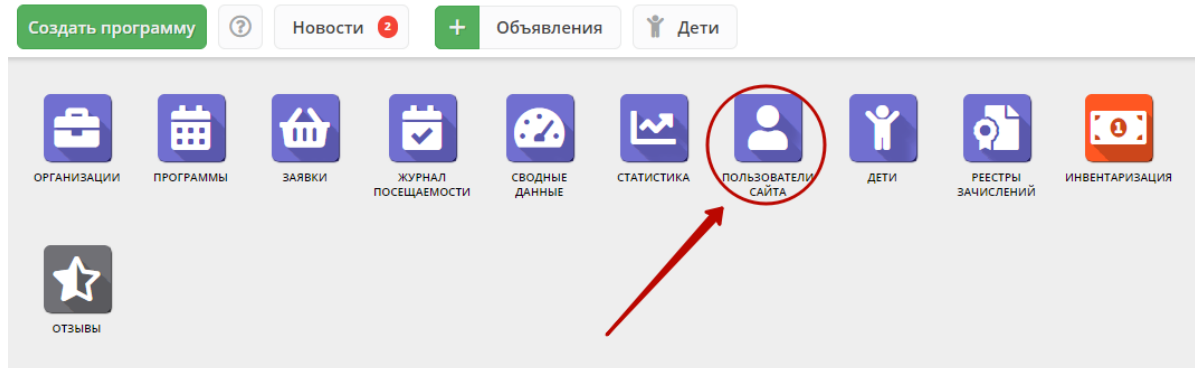 Создать программу ? Новости 2 + Объявления Дети
ОРГАНИЗАЦИИ ПРОГРАММЫ ЗАЯВКИ ЖУРНАЛ СВОДНЫЕ СТАТИСТИКА ПОЛЬЗОВАТЕЛИ ДЕТИ РЕЕСТРЫ 1 ИНВЕНТАРИЗАЦИЯ
ПОСЕЩАЕМОСТИ ДАННЫЕ САЙТА ЗАЧИСЛЕНИЙ
ОТЗЫВЫ